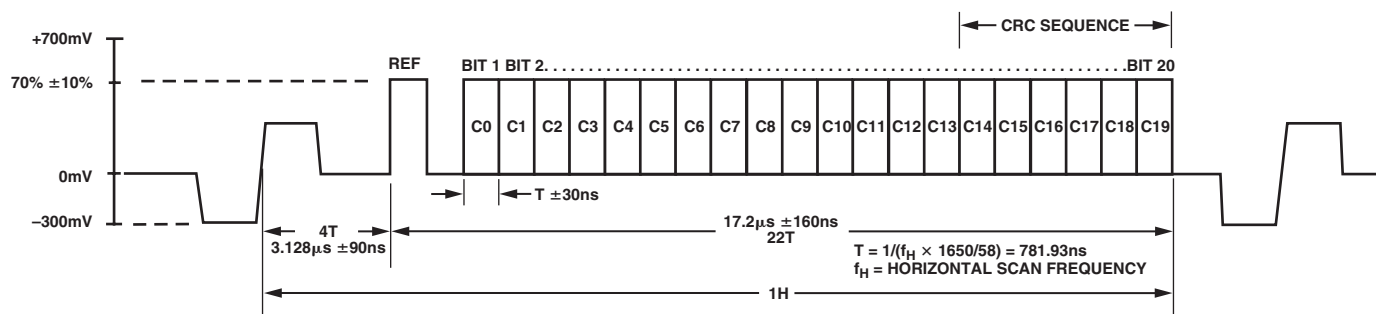 CRC SEQUENCE
+700mV
REF
BIT 1 BIT 2. . . . . . . . . . . . . . . . . . . . . . . . . . . . . . . . . . . . . . . . . . . . . . . . . . . . . . . . . . . . . . . . . . . . . .BIT 20
70% ±10%
C0 C1 C2 C3 C4 C5 C6 C7 C8 C9 C10 C11 C12 C13 C14 C15 C16 C17 C18 C19
0mV
T ±30ns
–300mV
4T
3.128μs ±90ns
17.2μs ±160ns
22T
T = 1/(fH × 1650/58) = 781.93ns
fH = HORIZONTAL SCAN FREQUENCY
1H